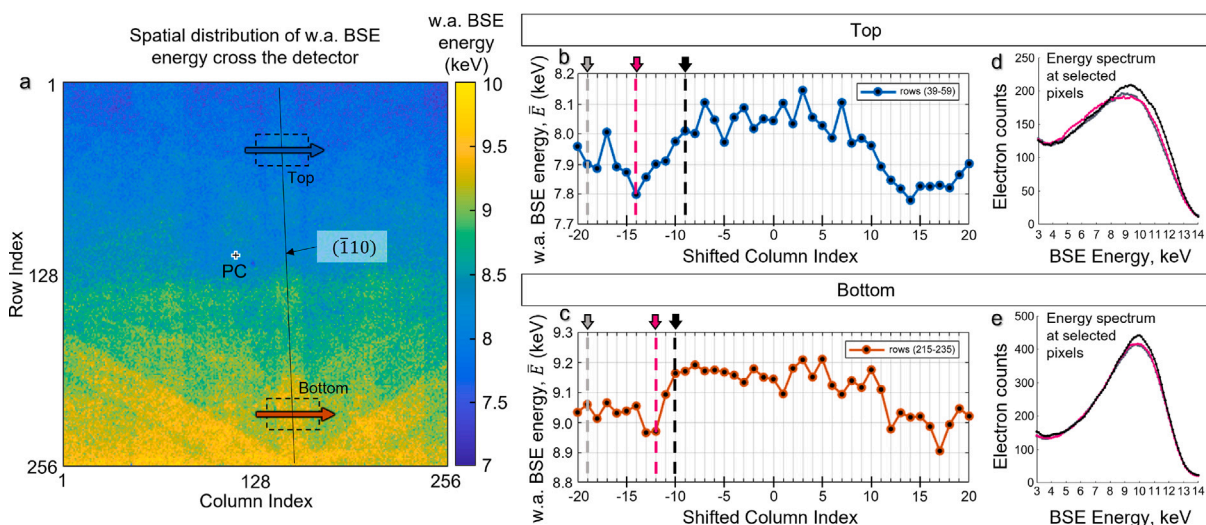 Spatial distribution of w.a. BSE
energy cross the detector
w.a. BSE
energy
(keV)
a
1
Row Index
128
256
1
128
256
Column Index
Top
(1̄10)
PC
Bottom
10
9.5
9
8.5
8
7.5
7
Top
b
w.a. BSE energy, E̅ (keV)
8.2
8.1
8.0
7.9
7.8
7.7
rows (39-59)
-20 -15 -10 -5 0 5 10 15 20
Shifted Column Index
d
Energy spectrum
at selected
pixels
Electron counts
250
200
150
100
50
0
3 4 5 6 7 8 9 10 11 12 13 14
BSE Energy, keV
Bottom
c
w.a. BSE energy, E̅ (keV)
9.3
9.2
9.1
9.0
8.9
8.8
rows (215-235)
-20 -15 -10 -5 0 5 10 15 20
Shifted Column Index
e
Energy spectrum
at selected
pixels
Electron counts
500
400
300
200
100
0
3 4 5 6 7 8 9 10 11 12 13 14
BSE Energy, keV